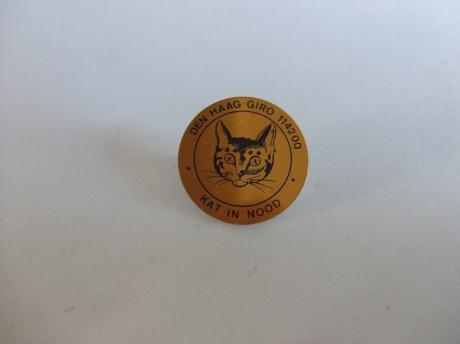 DEN HAAG GIRO 114200
KAT IN NOOD